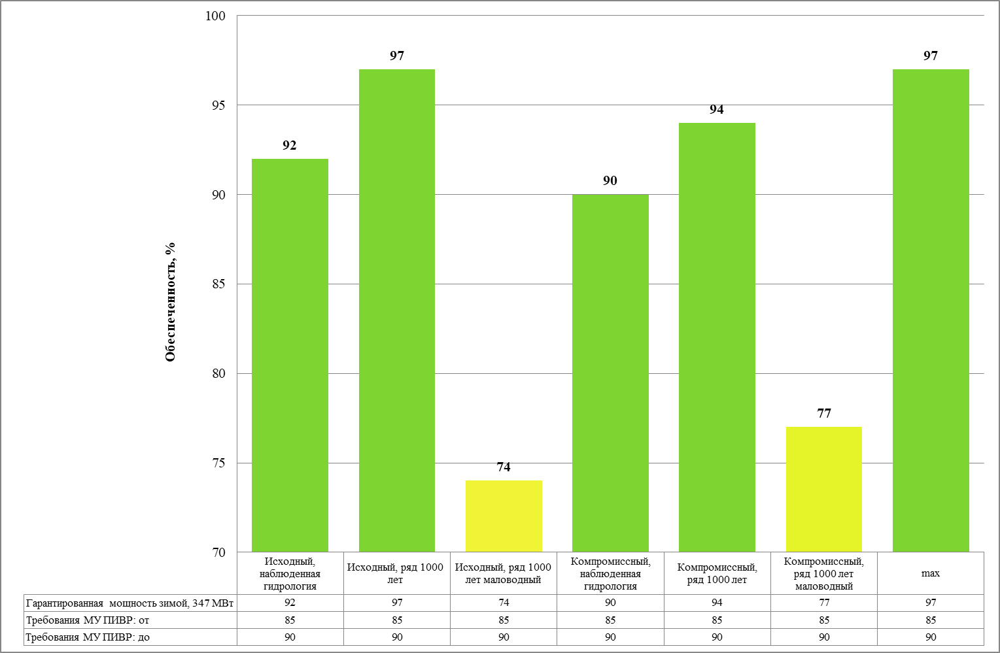 100
95
90
85
80
75
70
Обеспеченность, %
92
97
74
90
94
77
97
Исходный,
наблюденная
гидрология
Исходный, ряд 1000
лет
Исходный, ряд 1000
лет маловодный
Компромиссный,
наблюденная
гидрология
Компромиссный,
ряд 1000 лет
Компромиссный,
ряд 1000 лет
маловодный
max
Гарантированная мощность зимой, 347 МВт 92 97 74 90 94 77 97
Требования МУ ПИВР: от 85 85 85 85 85 85 85
Требования МУ ПИВР: до 90 90 90 90 90 90 90